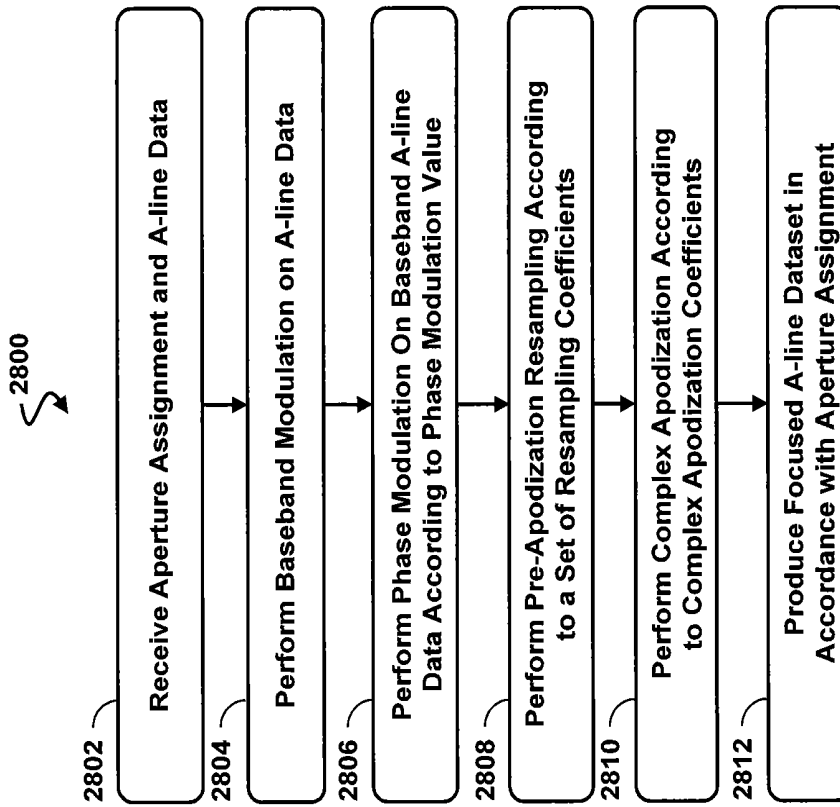 2800
2802
Receive Aperture Assignment and A-line Data
2804
Perform Baseband Modulation on A-line Data
2806
Perform Phase Modulation On Baseband A-line
Data According to Phase Modulation Value
2808
Perform Pre-Apodization Resampling According
to a Set of Resampling Coefficients
2810
Perform Complex Apodization According
to Complex Apodization Coefficients
2812
Produce Focused A-line Dataset in
Accordance with Aperture Assignment